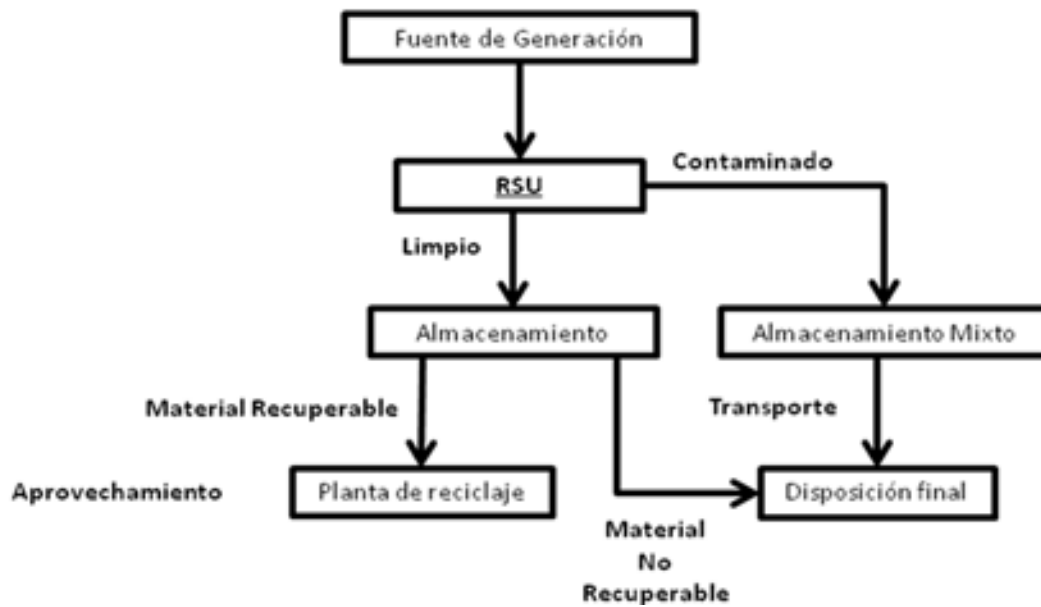 Fuente de Generación
Contaminado
RSU
Limpio
Almacenamiento
Almacenamiento Mixto
Material Recuperable
Transporte
Aprovechamiento
Planta de reciclaje
Disposición final
Material
No
Recuperable